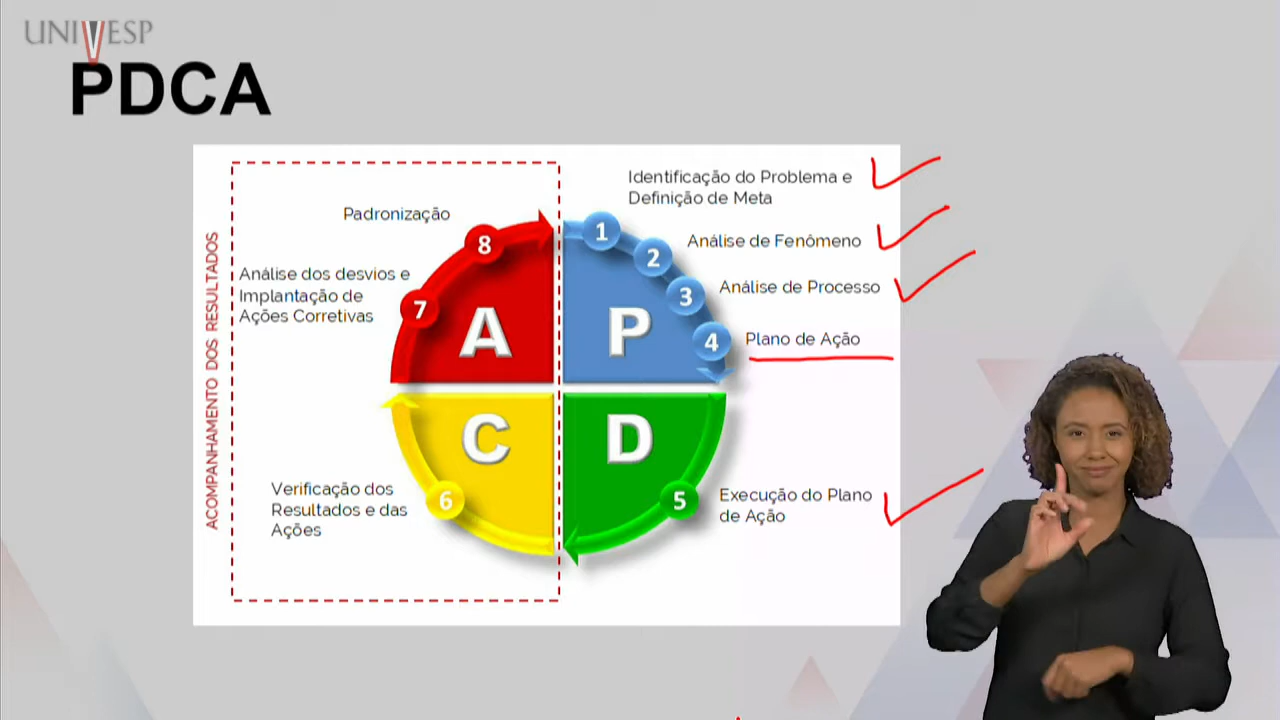 UNIVESP
PDCA
Identificação do Problema e
Definição de Meta
Padronização
Análise de Fenômeno
Análise dos desvios e
Implantação de
Ações Corretivas
Análise de Processo
Plano de Ação
8
1
2
7
3
4
A
P
C
D
6
5
Verificação dos
Resultados e das
Ações
Execução do Plano
de Ação
ACOMPANHAMENTO DOS RESULTADOS